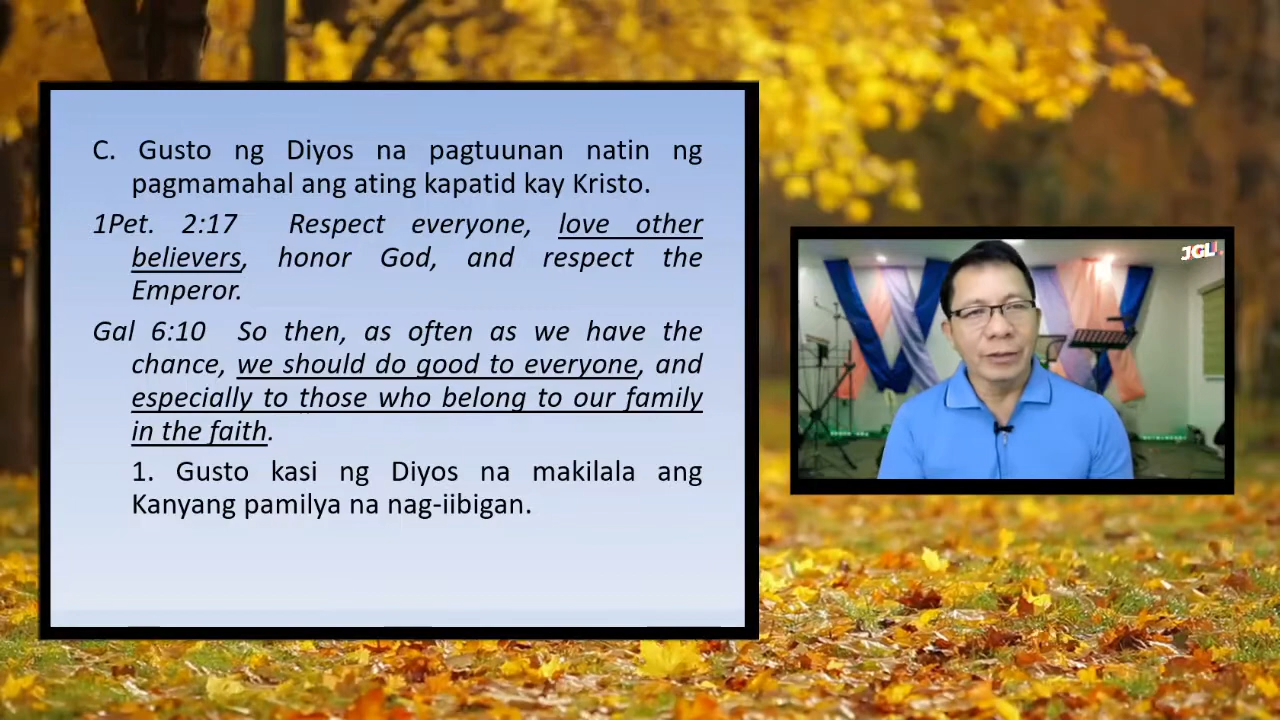 C. Gusto ng Diyos na pagtuunan natin ng
pagmamahal ang ating kapatid kay Kristo.
1Pet. 2:17 Respect everyone, love other
believers, honor God, and respect the
Emperor.
Gal 6:10 So then, as often as we have the
chance, we should do good to everyone, and
especially to those who belong to our family
in the faith.
1. Gusto kasi ng Diyos na makilala ang
Kanyang pamilya na nag-iibigan.